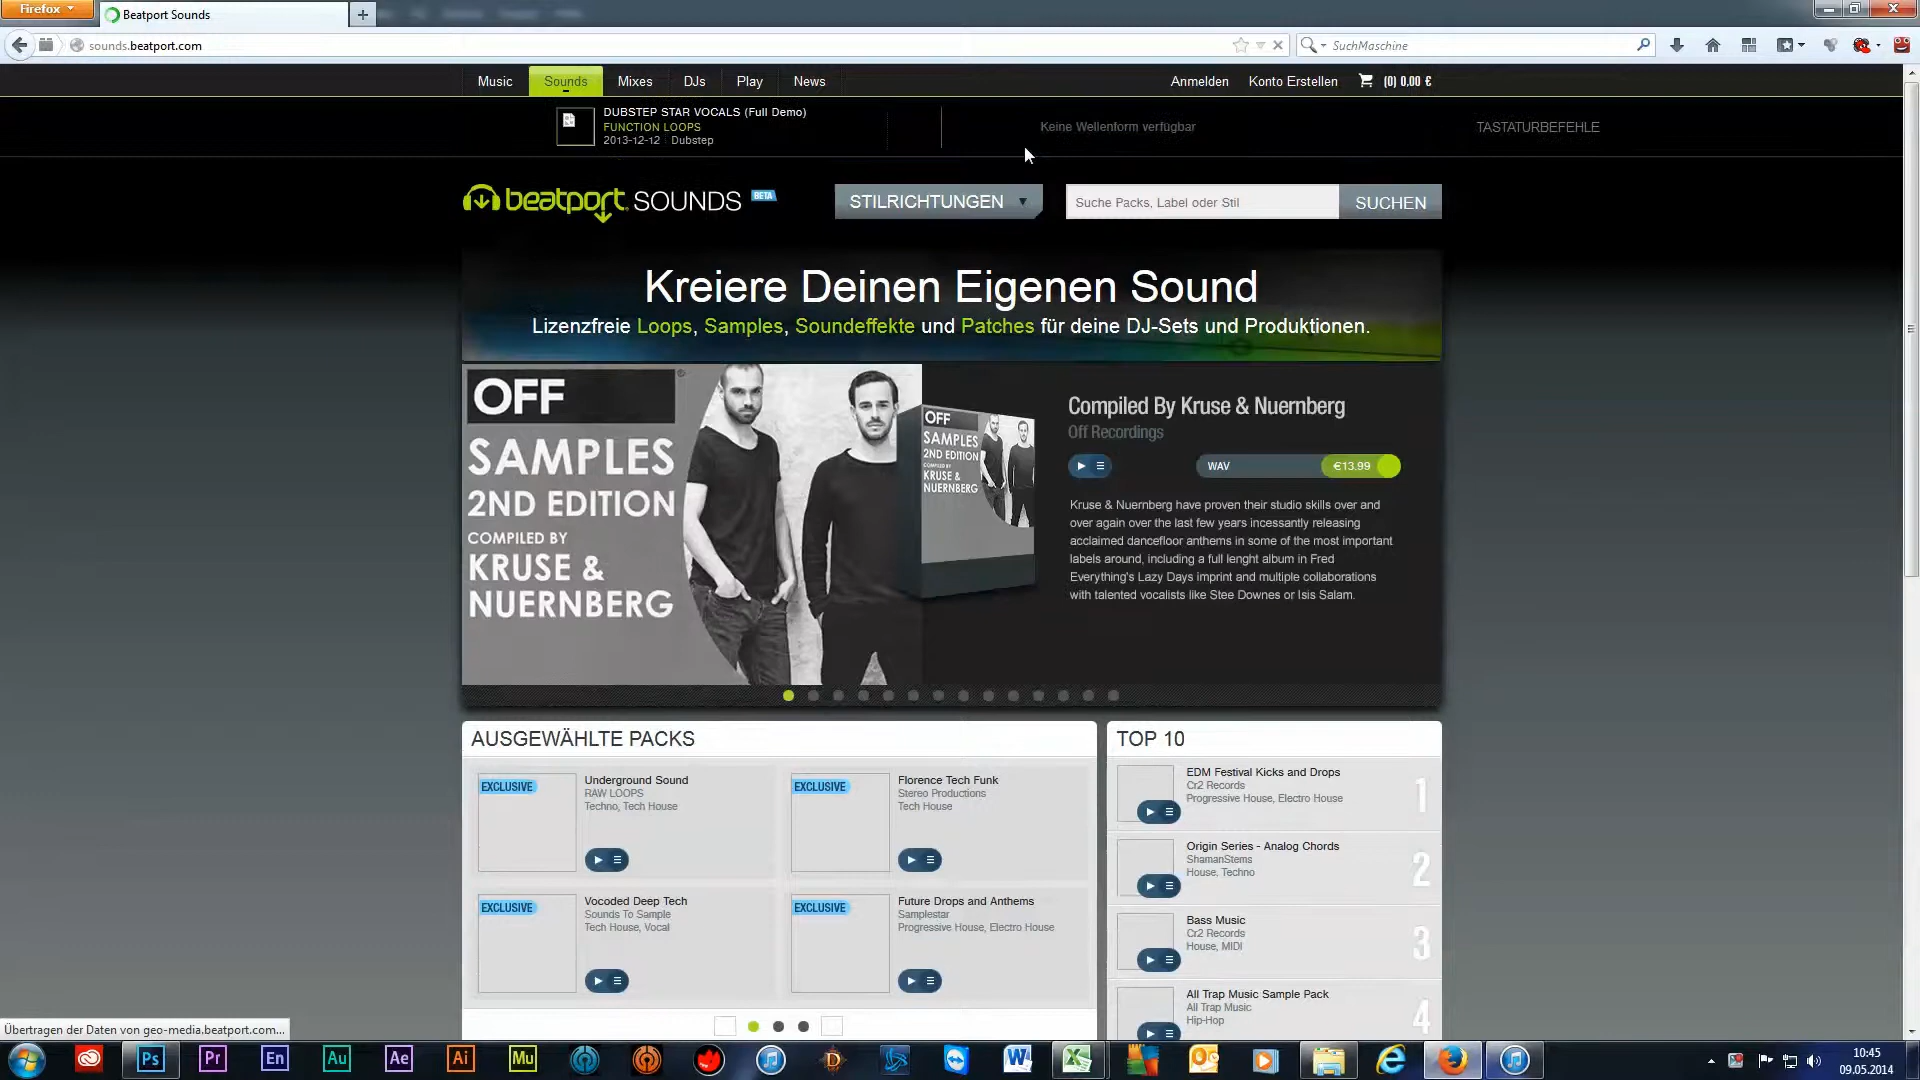 Firefox
Beatport Sounds
sounds.beatport.com
SuchMaschine
Music
Sounds
Mixes
DJs
Play
News
Anmelden
Konto Erstellen
(0) 0.00 €
DUBSTEP STAR VOCALS (Full Demo)
FUNCTION LOOPS
2013-12-12
Dubstep
Keine Wellenform verfügbar
TASTATURBEFEHLE
beatport SOUNDS BETA
STILRICHTUNGEN
Suche Packs, Label oder Stil
SUCHEN
Kreiere Deinen Eigenen Sound
Lizenzfreie Loops, Samples, Soundeffekte und Patches für deine DJ-Sets und Produktionen.
OFF
SAMPLES
2ND EDITION
COMPILED BY
KRUSE &
NUERNBERG
OFF
SAMPLES
2ND EDITION
COMPILED BY
KRUSE &
NUERNBERG
Compiled By Kruse & Nuernberg
Off Recordings
WAV
€13.99
Kruse & Nuernberg have proven their studio skills over and
over again over the last few years incessantly releasing
acclaimed dancefloor anthems in some of the most important
labels around, including a full lenght album in Fred
Everything's Lazy Days imprint and multiple collaborations
with talented vocalists like Stee Downes or Isis Salam.
AUSGEWÄHLTE PACKS
EXCLUSIVE
Underground Sound
RAW LOOPS
Techno, Tech House
EXCLUSIVE
Florence Tech Funk
Stereo Productions
Tech House
EXCLUSIVE
Vocoded Deep Tech
Sounds To Sample
Tech House, Vocal
EXCLUSIVE
Future Drops and Anthems
Samplestar
Progressive House, Electro House
TOP 10
EDM Festival Kicks and Drops
Cr2 Records
Progressive House, Electro House
1
Origin Series - Analog Chords
ShamanStems
House, Techno
2
Bass Music
Cr2 Records
House, MIDI
3
All Trap Music Sample Pack
All Trap Music
Hip-Hop
4
Übertragen der Daten von geo-media.beatport.com...
Ps
Pr
En
Au
Ae
Ai
Mu
10:45
09.05.2014